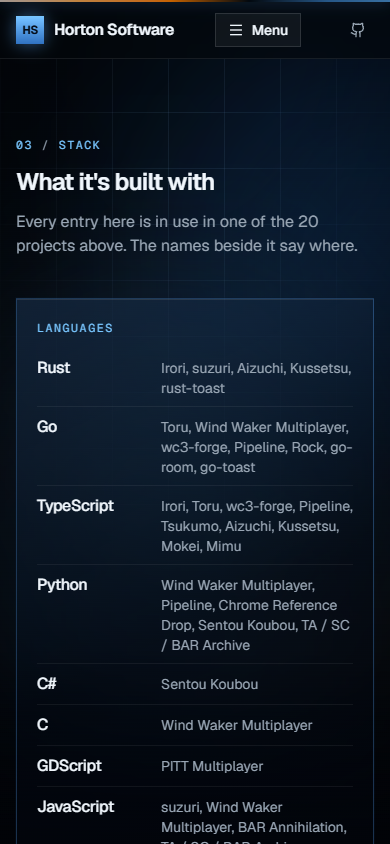 HS Horton Software Menu
03 / STACK
What it's built with
Every entry here is in use in one of the 20
projects above. The names beside it say where.
LANGUAGES
Rust
Irori, suzuri, Aizuchi, Kussetsu,
rust-toast
Go
Toru, Wind Waker Multiplayer,
wc3-forge, Pipeline, Rock, go-
room, go-toast
TypeScript
Irori, Toru, wc3-forge, Pipeline,
Tsukumo, Aizuchi, Kussetsu,
Mokei, Mimu
Python
Wind Waker Multiplayer,
Pipeline, Chrome Reference
Drop, Sentou Koubou, TA / SC
/ BAR Archive
C#
Sentou Koubou
C
Wind Waker Multiplayer
GDScript
PITT Multiplayer
JavaScript
suzuri, Wind Waker
Multiplayer, BAR Annihilation,